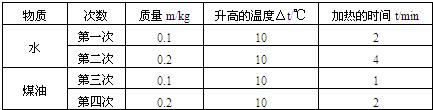 物质 次数 质量 m/kg 升高的温度△t/℃ 加热的时间 t/min
水 第一次 0.1 10 2
第二次 0.2 10 4
煤油 第三次 0.1 10 1
第四次 0.2 10 2